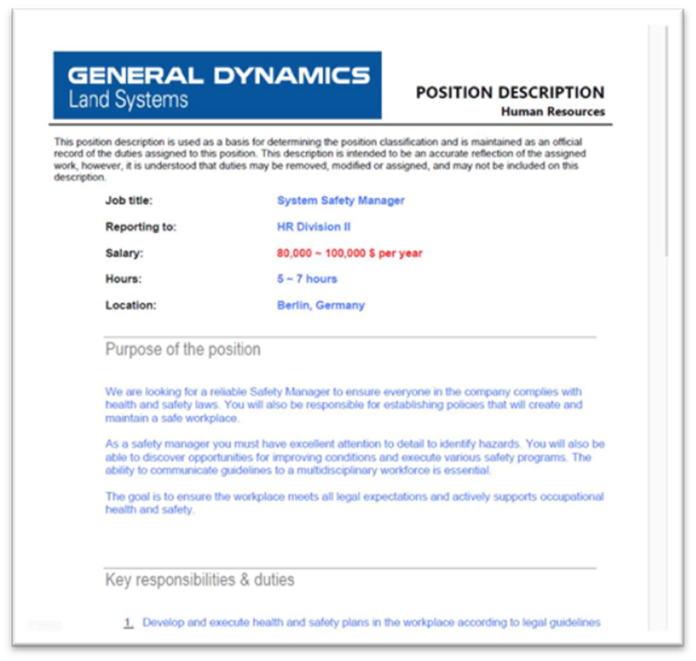 GENERAL DYNAMICS
Land Systems
POSITION DESCRIPTION
Human Resources
This position description is used as a basis for determining the position classification and is maintained as an official
record of the duties assigned to this position. This description is intended to be an accurate reflection of the assigned
work, however, it is understood that duties may be removed, modified or assigned, and may not be included on this
description.
Job title: System Safety Manager
Reporting to: HR Division II
Salary: 80,000 ~ 100,000 $ per year
Hours: 5 ~ 7 hours
Location: Berlin, Germany
Purpose of the position
We are looking for a reliable Safety Manager to ensure everyone in the company complies with
health and safety laws. You will also be responsible for establishing policies that will create and
maintain a safe workplace.
As a safety manager you must have excellent attention to detail to identify hazards. You will also be
able to discover opportunities for improving conditions and execute various safety programs. The
ability to communicate guidelines to a multidisciplinary workforce is essential.
The goal is to ensure the workplace meets all legal expectations and actively supports occupational
health and safety.
Key responsibilities & duties
1. Develop and execute health and safety plans in the workplace according to legal guidelines